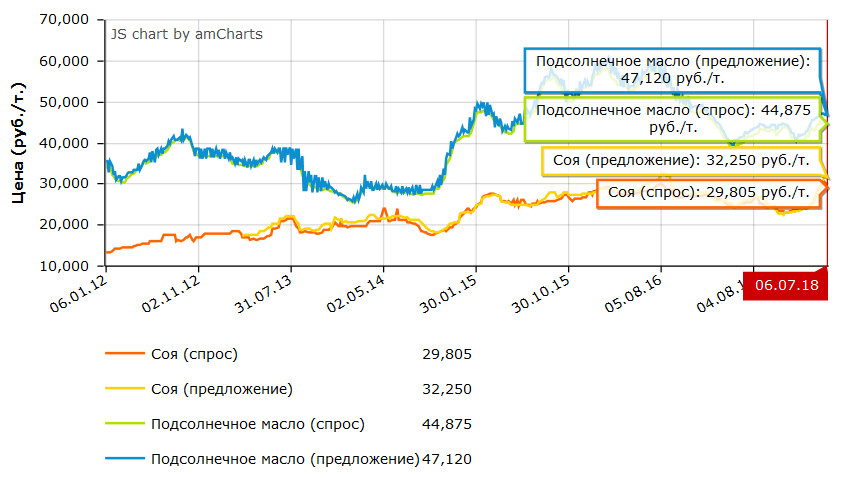 70,000
JS chart by amCharts
60,000
Подсолнечное масло (предложение):
47,120 руб./т.
50,000
Подсолнечное масло (спрос): 44,875
руб./т.
40,000
Соя (предложение): 32,250 руб./т.
30,000
Соя (спрос): 29,805 руб./т.
20,000
10,000
Цена (руб./т.)
06.01.12
02.11.12
31.07.13
02.05.14
30.01.15
30.10.15
05.08.16
04.08.1
06.07.18
Соя (спрос) 29,805
Соя (предложение) 32,250
Подсолнечное масло (спрос) 44,875
Подсолнечное масло (предложение) 47,120